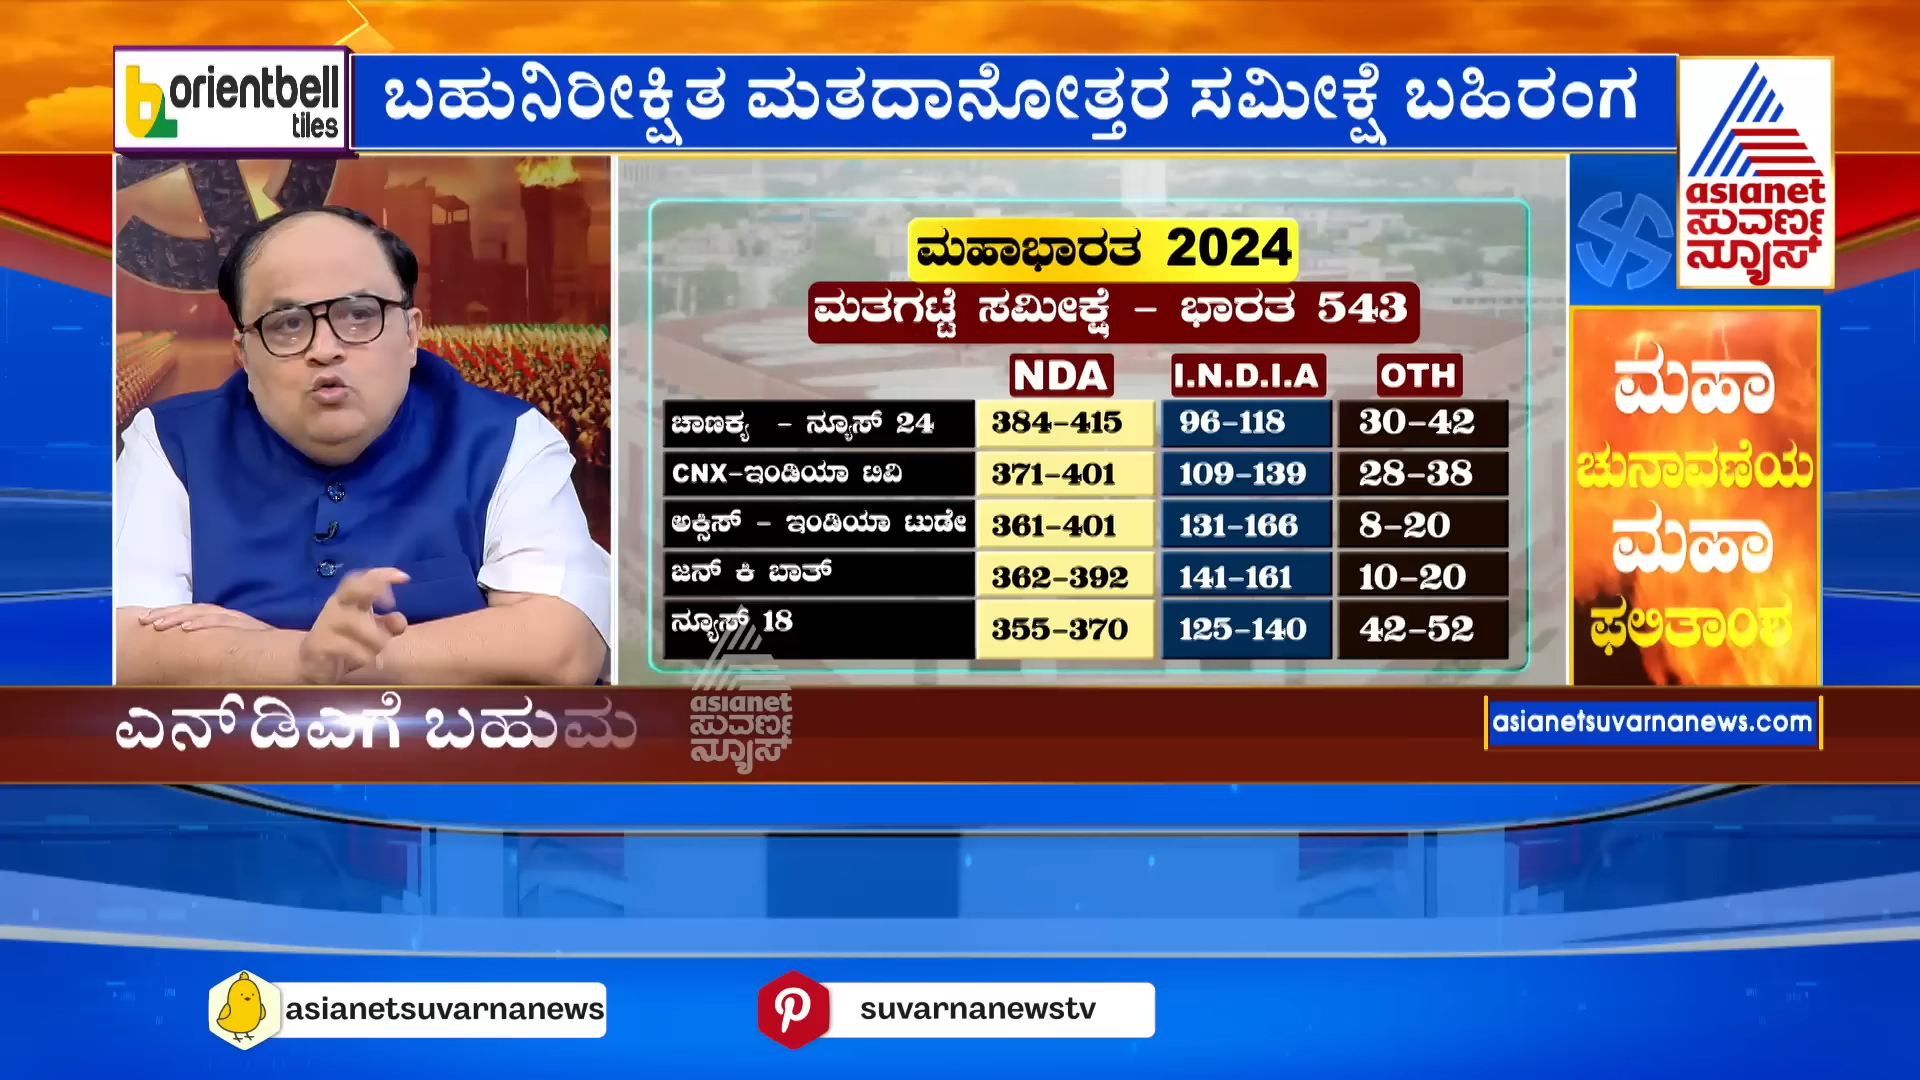 orientbell
tiles
ಬಹುನಿರೀಕ್ಷಿತ ಮತದಾನೋತ್ತರ ಸಮೀಕ್ಷೆ ಬಹಿರಂಗ
asianet
ಸುವರ್ಣ
ನ್ಯೂಸ್
ಮಹಾಭಾರತ 2024
ಮತಗಟ್ಟೆ ಸಮೀಕ್ಷೆ - ಭಾರತ 543
NDA I.N.D.I.A OTH
ಚಾಣಕ್ಯ - ನ್ಯೂಸ್ 24 384-415 96-118 30-42
CNX-ಇಂಡಿಯಾ ಟಿವಿ 371-401 109-139 28-38
ಅಕ್ಸಿಸ್ - ಇಂಡಿಯಾ ಟುಡೇ 361-401 131-166 8-20
ಜನ್ ಕಿ ಬಾತ್ 362-392 141-161 10-20
ನ್ಯೂಸ್ 18 355-370 125-140 42-52
ಮಹಾ
ಚುನಾವಣೆಯ
ಮಹಾ
ಫಲಿತಾಂಶ
ಎನ್‌ಡಿಎಗೆ ಬಹುಮ
asianet
ಸುವರ್ಣ
ನ್ಯೂಸ್
asianetsuvarnanews.com
asianetsuvarnanews
suvarnanewstv